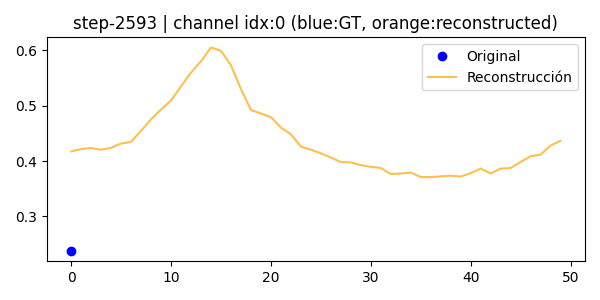 step-2593 | channel idx:0 (blue:GT, orange:reconstructed)
Original
Reconstrucción
0.6
0.5
0.4
0.3
0 10 20 30 40 50